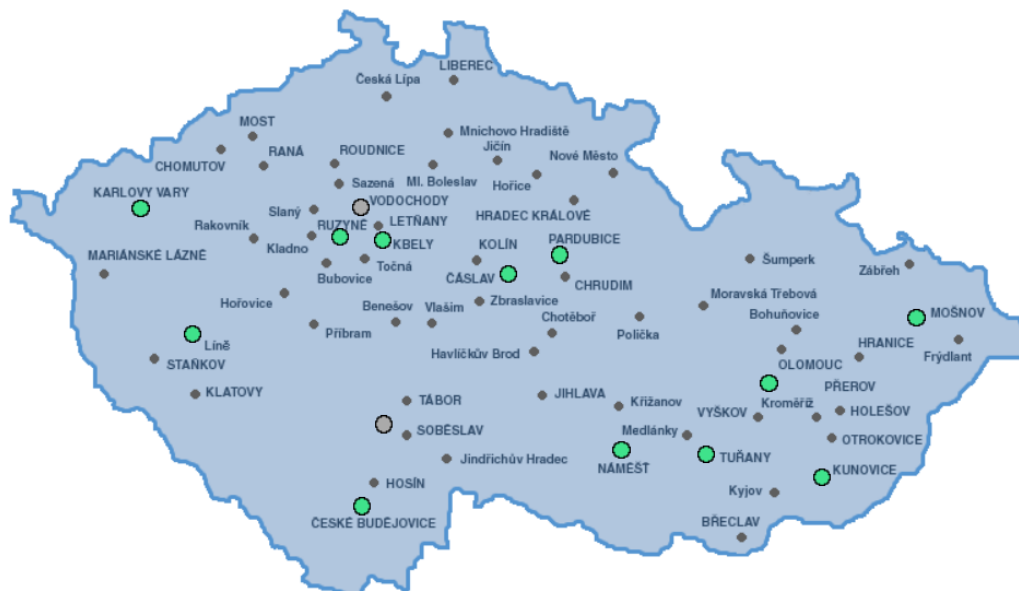 LIBEREC
Česká Lípa
MOST
Mnichovo Hradiště
CHOMUTOV
RANÁ
ROUDNICE
Jičín
Nové Město
KARLOVY VARY
Sazená
Ml. Boleslav
Hořice
VODOCHODY
Slaný
LETŇANY
HRADEC KRÁLOVÉ
Rakovník
RUZYNĚ
Kladno
KBELY
KOLÍN
PARDUBICE
MARIÁNSKÉ LÁZNĚ
Bubovice
Točná
ČÁSLAV
CHRUDIM
Šumperk
Zábřeh
Hořovice
Benešov
Vlašim
Zbraslavice
Moravská Třebová
Příbram
Chotěboř
Polička
Bohuňovice
MOŠNOV
Líně
Havlíčkův Brod
HRANICE
Frýdlant
STAŇKOV
OLOMOUC
KLATOVY
TÁBOR
JIHLAVA
Křižanov
PŘEROV
VYŠKOV
Kroměříž
HOLEŠOV
SOBĚSLAV
Medlánky
OTROKOVICE
Jindřichův Hradec
NÁMĚŠŤ
TUŘANY
KUNOVICE
HOSÍN
Kyjov
ČESKÉ BUDĚJOVICE
BŘECLAV